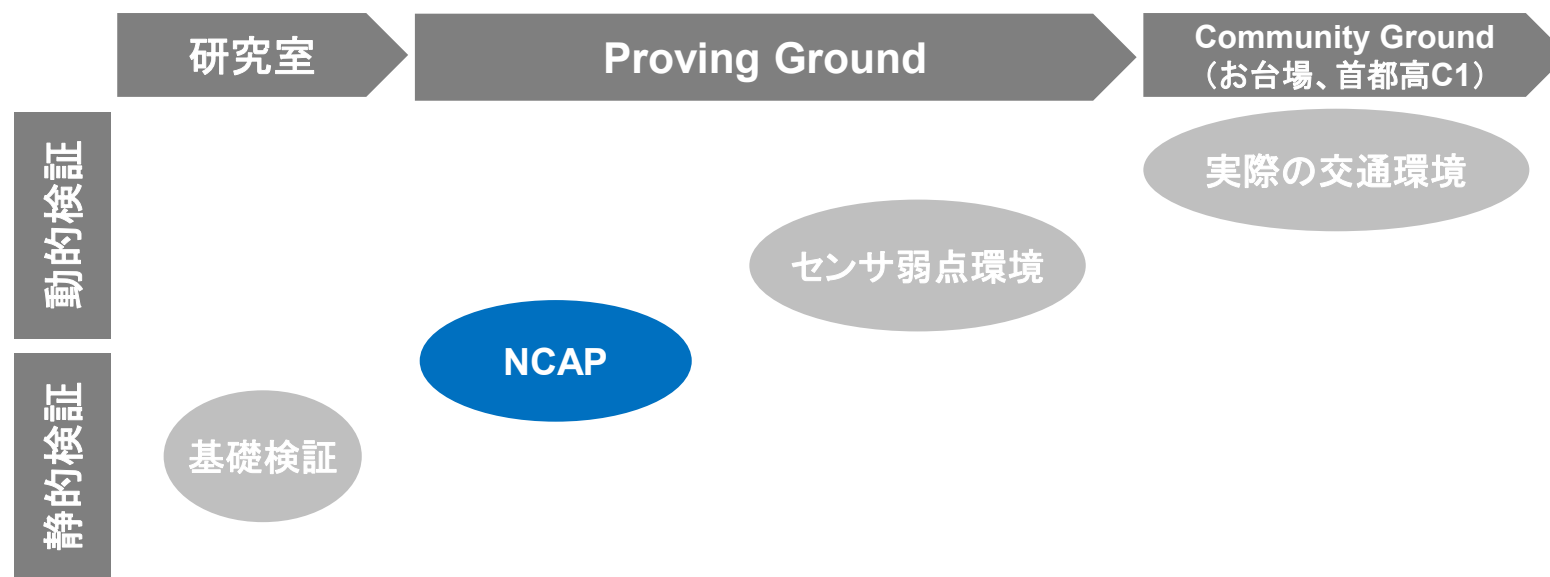 研究室
Proving Ground
Community Ground
（お台場、首都高C1）
動的検証
実際の交通環境
センサ弱点環境
NCAP
静的検証
基礎検証